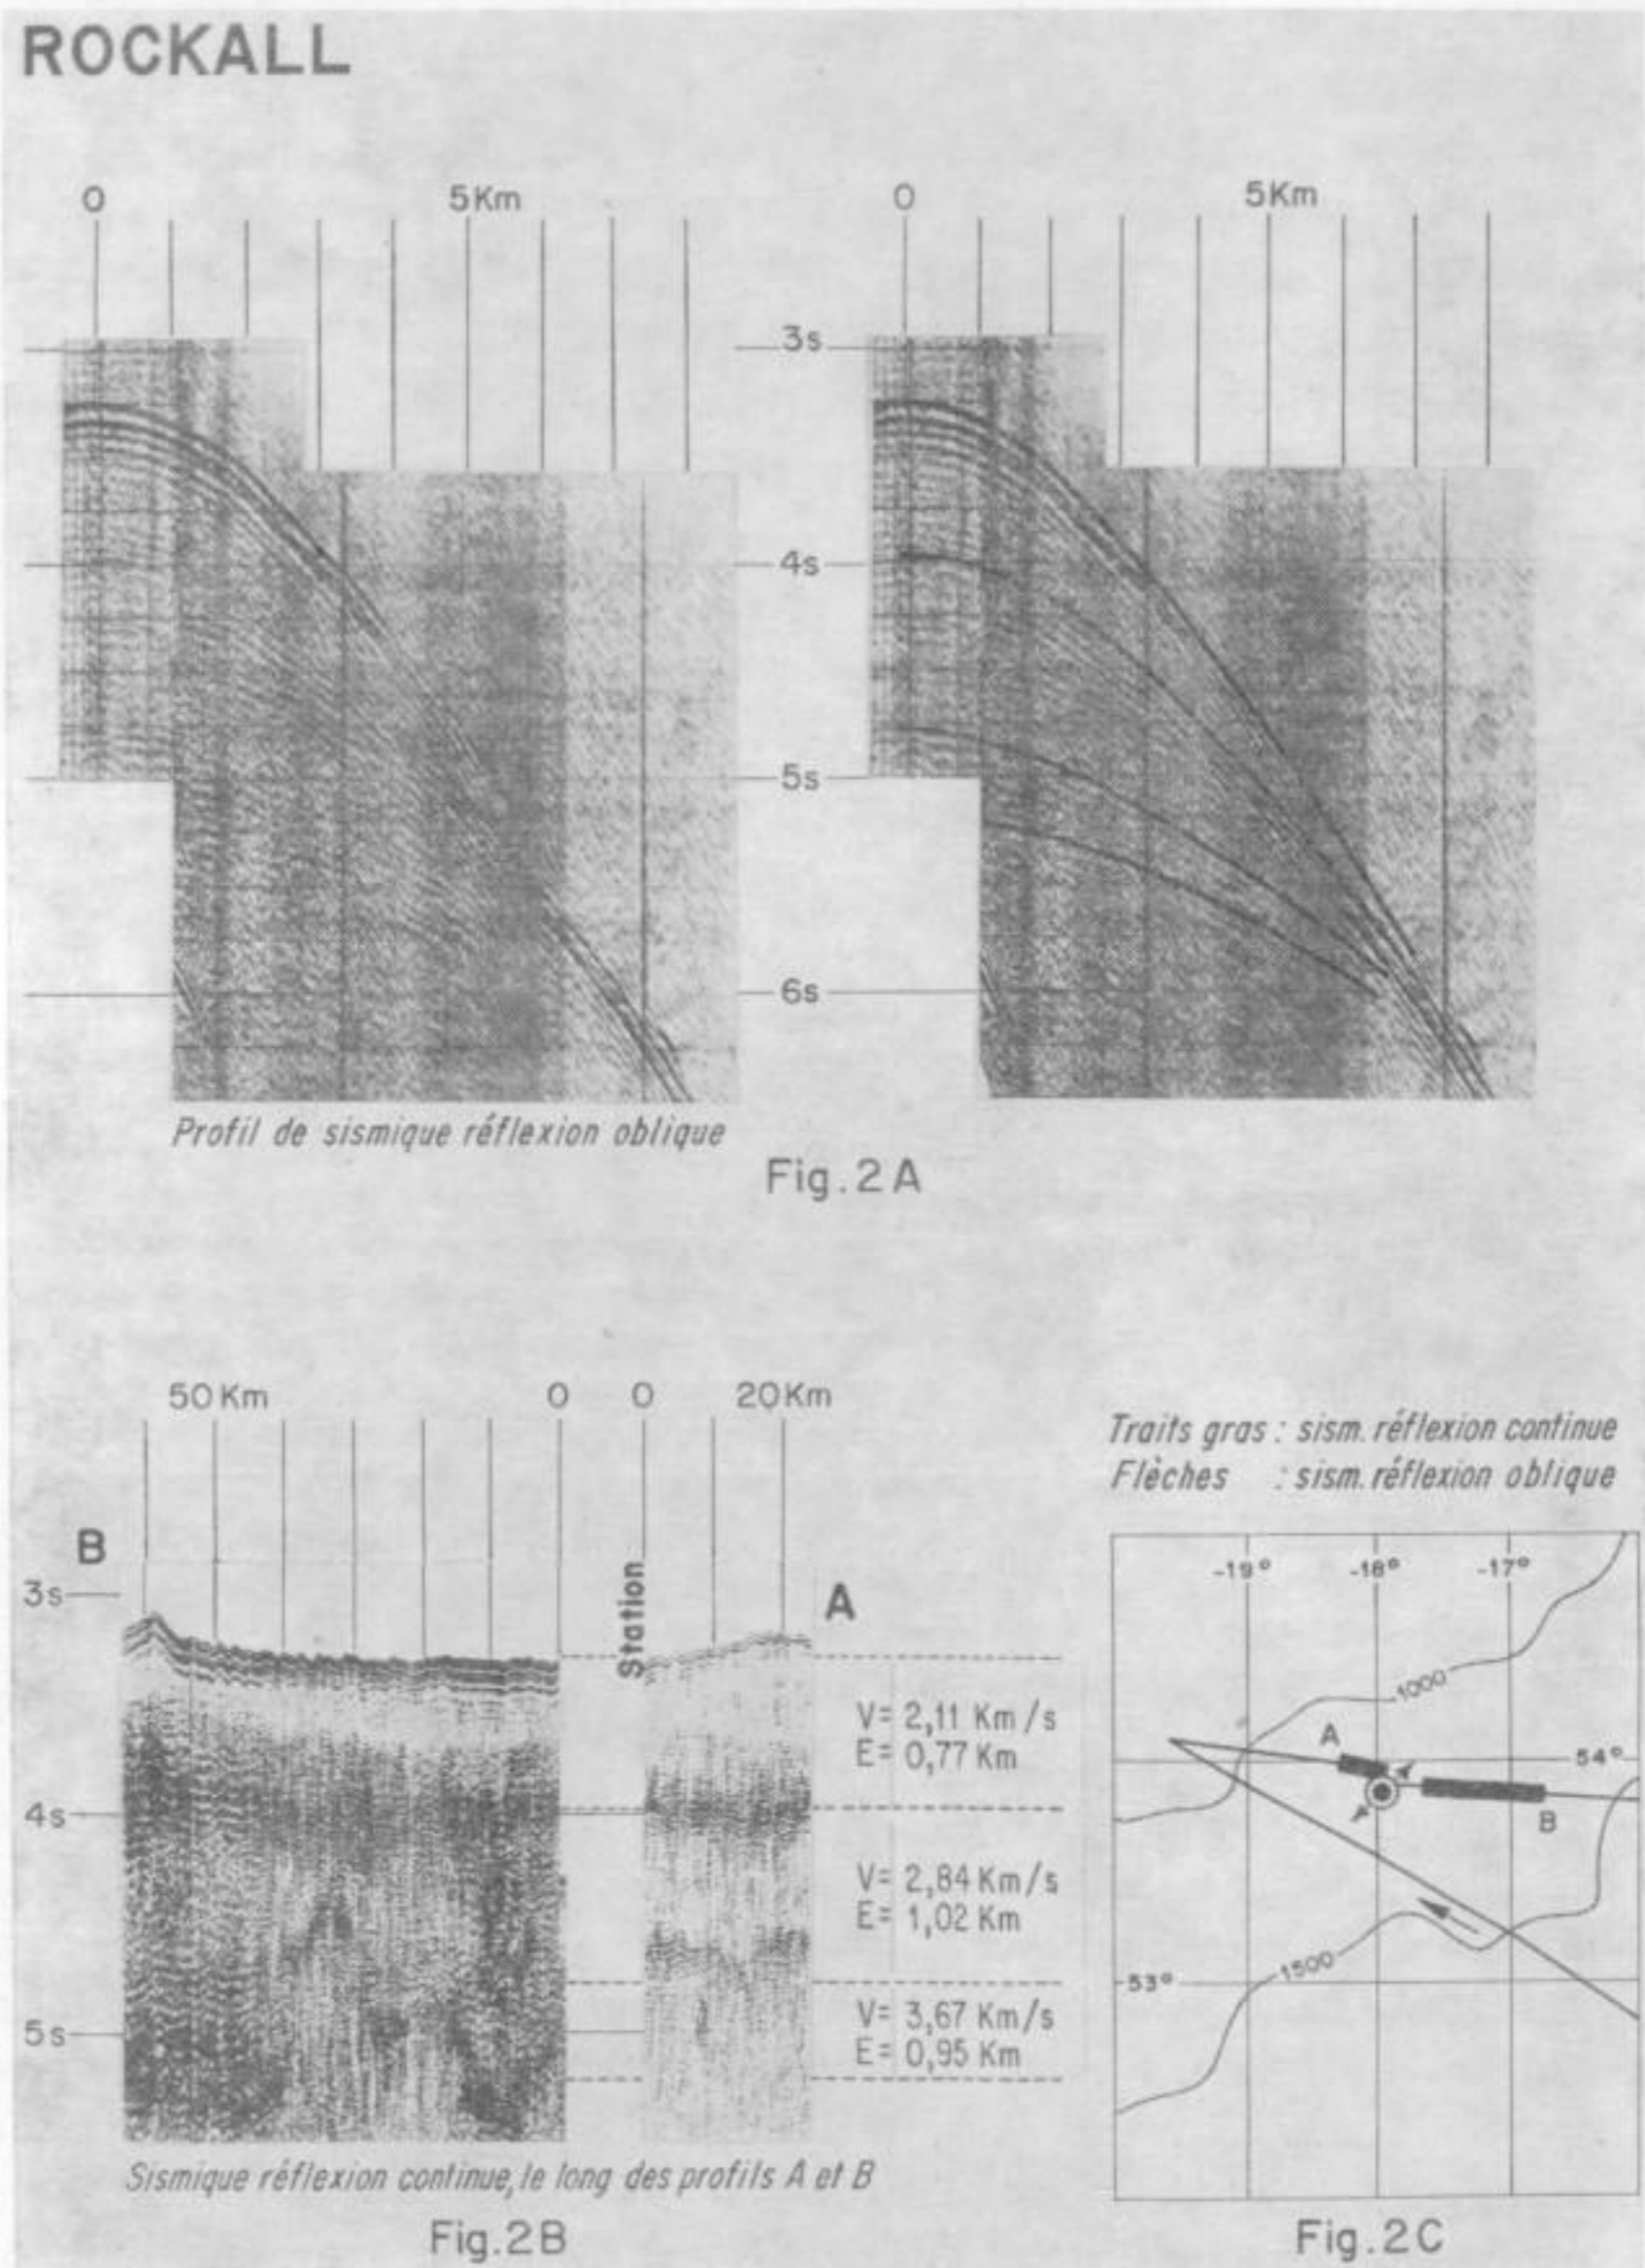 ROCKALL
0 5Km 0 5Km
3s
4s
5s
6s
Profil de sismique réflexion oblique
Fig.2A
50Km 0 0 20Km
B
3s
Station
A
4s
5s
V= 2,11 Km/s
E= 0,77 Km
V= 2,84 Km/s
E= 1,02 Km
V= 3,67 Km/s
E= 0,95 Km
Sismique réflexion continue, le long des profils A et B
Fig.2B
Traits gras : sism. réflexion continue
Flèches : sism. réflexion oblique
-19° -18° -17°
1000
A
54°
B
1500
53°
Fig.2C